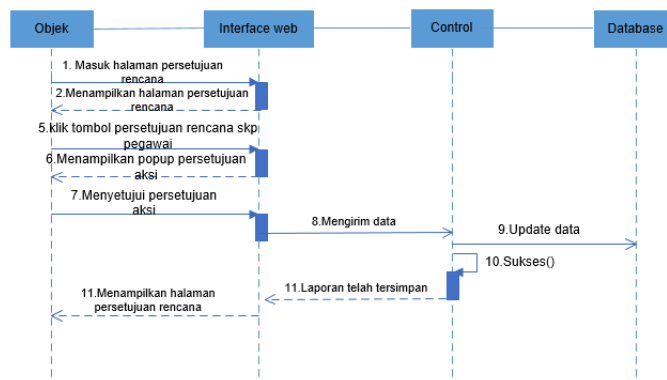 Objek
Interface web
Control
Database
1. Masuk halaman persetujuan
rencana
2.Menampilkan halaman persetujuan
rencana
5.klik tombol persetujuan rencana skp
pegawai
6.Menampilkan popup persetujuan
aksi
7.Menyetujui persetujuan
aksi
8.Mengirim data
9.Update data
10.Sukses()
11.Laporan telah tersimpan
11.Menampilkan halaman
persetujuan rencana